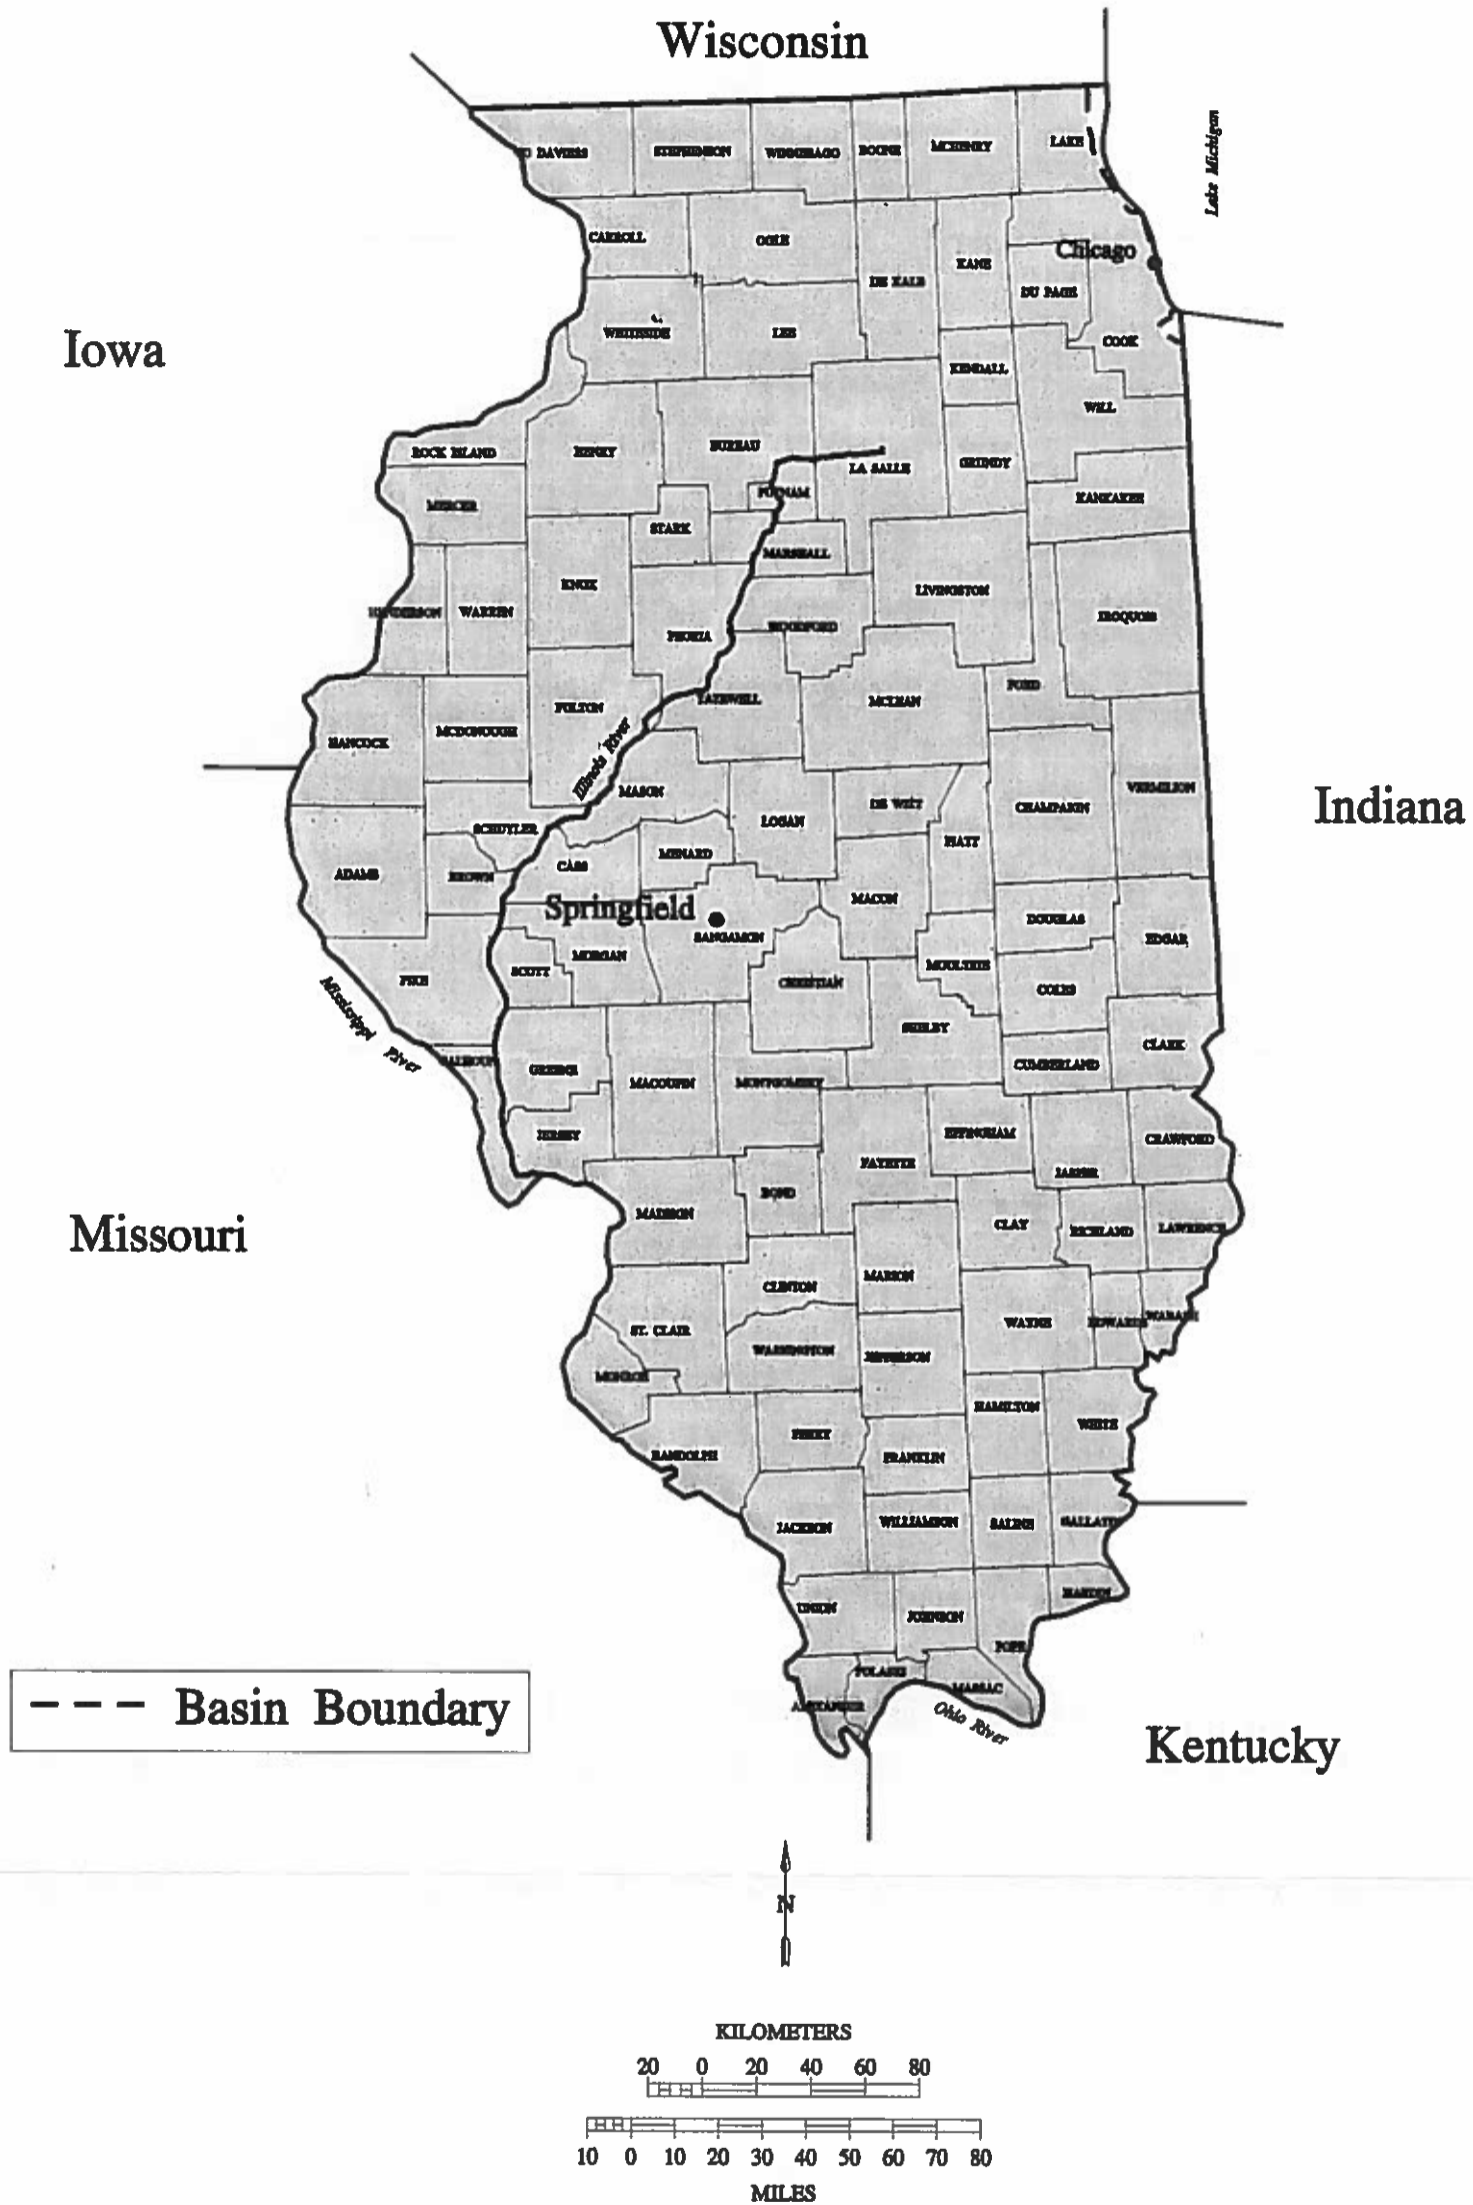 Wisconsin
Lake Michigan
DAVIESS
STEPHENSON
WINNEBAGO
BOONE
MCHENRY
LAKE
CARROLL
OGLE
DE KALB
KANE
Chicago
DU PAGE
COOK
Iowa
WHITESIDE
LEE
KENDALL
WILL
ROCK ISLAND
HENRY
BUREAU
LA SALLE
GRUNDY
MERCER
PUTNAM
KANKAKEE
STARK
MARSHALL
HENDERSON
WARREN
KNOX
PEORIA
WOODFORD
LIVINGSTON
IROQUOIS
HANCOCK
MCDONOUGH
FULTON
TAZEWELL
MCLEAN
FORD
Illinois River
MASON
LOGAN
DE WITT
CHAMPAIGN
VERMILION
Indiana
SCHUYLER
PIATT
ADAMS
BROWN
CASS
MENARD
MACON
Springfield
SANGAMON
DOUGLAS
EDGAR
PIKE
SCOTT
MORGAN
CHRISTIAN
MOULTRIE
COLES
Mississippi River
SHELBY
CLARK
CALHOUN
GREENE
MACOUPIN
MONTGOMERY
CUMBERLAND
JERSEY
FAYETTE
EFFINGHAM
JASPER
CRAWFORD
Missouri
MADISON
BOND
CLAY
RICHLAND
LAWRENCE
CLINTON
MARION
ST. CLAIR
WASHINGTON
JEFFERSON
WAYNE
EDWARDS
WABASH
MONROE
RANDOLPH
PERRY
FRANKLIN
HAMILTON
WHITE
JACKSON
WILLIAMSON
SALINE
GALLATIN
UNION
JOHNSON
POPE
HARDIN
ALEXANDER
PULASKI
MASSAC
Ohio River
Basin Boundary
Kentucky
N
KILOMETERS
20 0 20 40 60 80
10 0 10 20 30 40 50 60 70 80
MILES